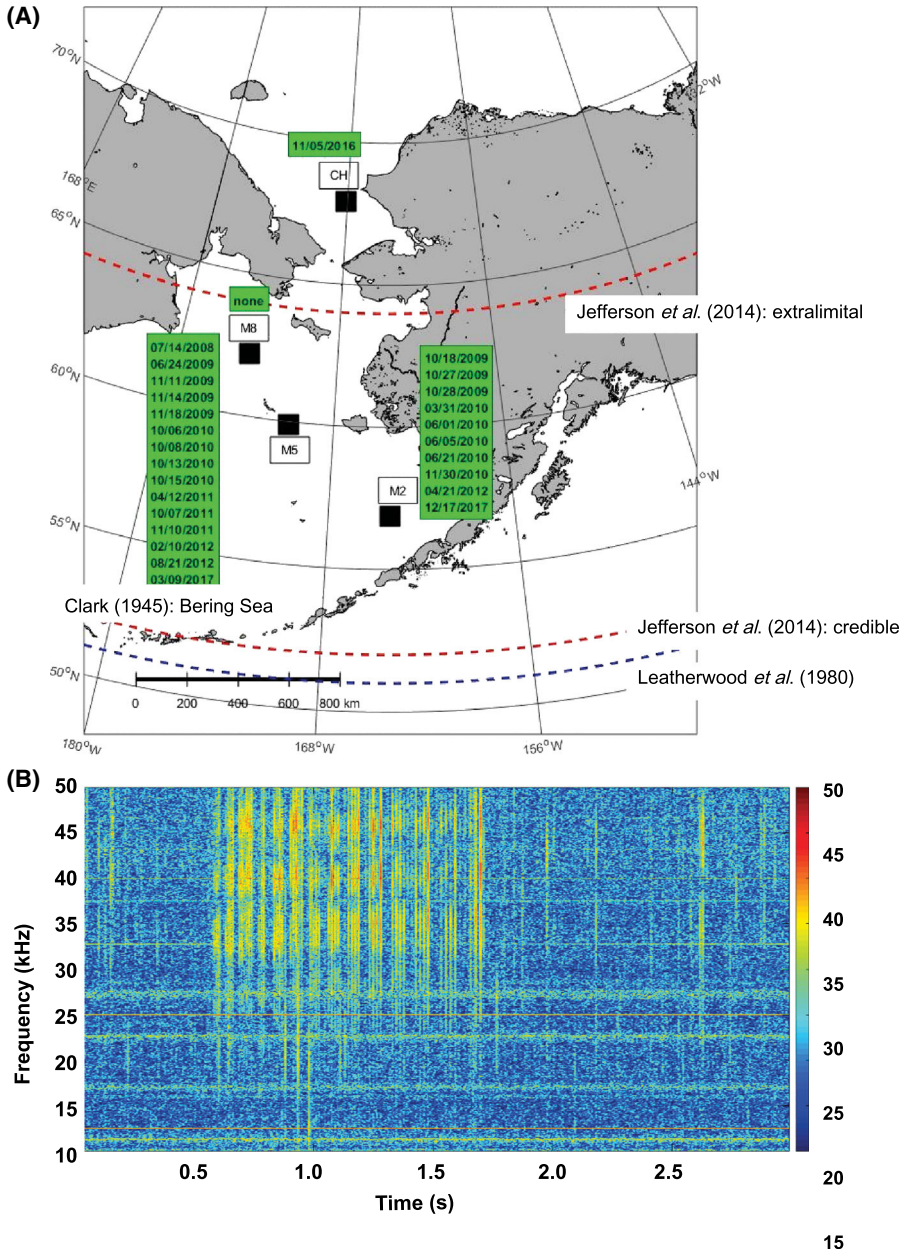 (A)
70°N
152°W
11/05/2016
CH
168°E
65°N
none
M8
Jefferson et al. (2014): extralimital
07/14/2008
06/24/2009
11/11/2009
11/14/2009
11/18/2009
10/06/2010
10/08/2010
10/13/2010
10/15/2010
04/12/2011
10/07/2011
11/10/2011
02/10/2012
08/21/2012
03/09/2017
10/18/2009
10/27/2009
10/28/2009
03/31/2010
06/01/2010
06/05/2010
06/21/2010
11/30/2010
04/21/2012
12/17/2017
60°N
M5
M2
144°W
55°N
Clark (1945): Bering Sea
Jefferson et al. (2014): credible
Leatherwood et al. (1980)
50°N
0 200 400 600 800 km
180°W
168°W
156°W
(B)
50
45
40
35
30
25
20
15
10
Frequency (kHz)
0.5 1.0 1.5 2.0 2.5
Time (s)
50
45
40
35
30
25
20
15